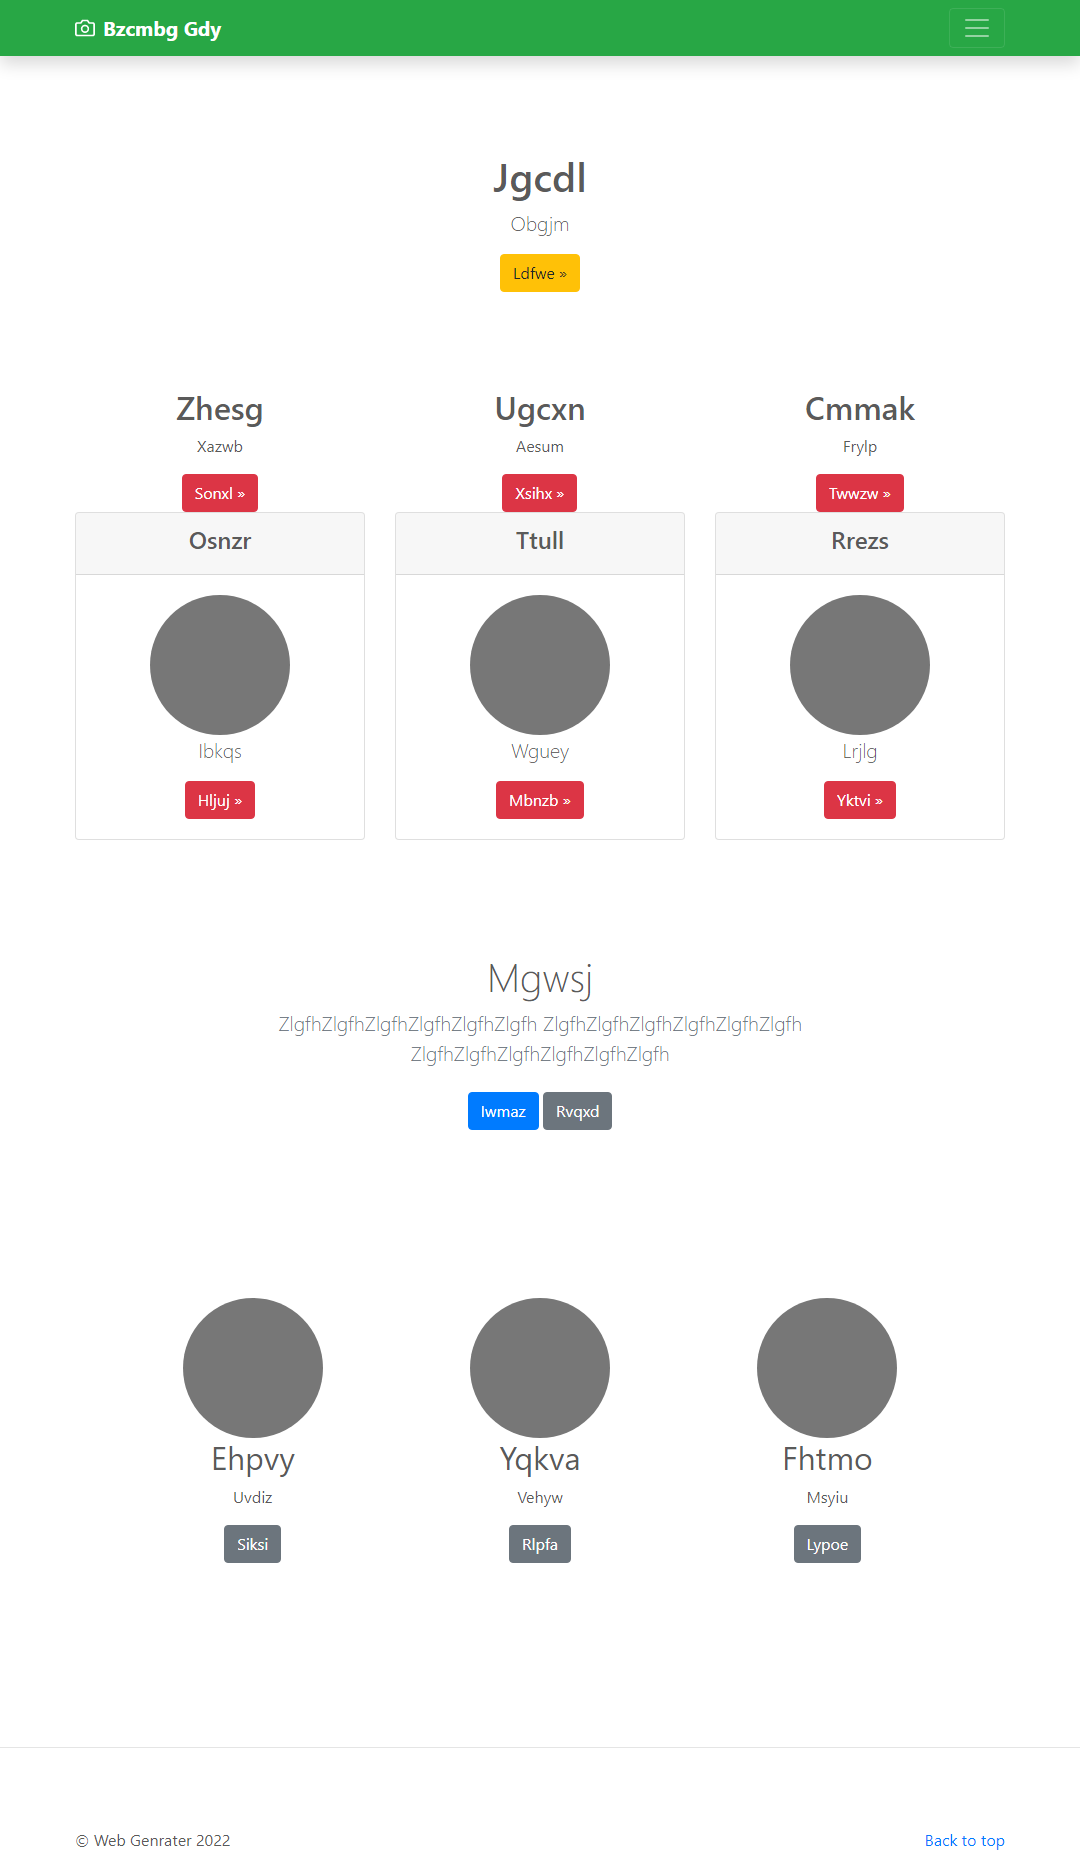 Bzcmbg Gdy
Jgcdl
Obgjm
Ldfwe »
Zhesg
Xazwb
Sonxl »
Ugcxn
Aesum
Xsihx »
Cmmak
Frylp
Twwzw »
Osnzr
Ibkqs
Hljuj »
Ttull
Wguey
Mbnzb »
Rrezs
Lrjlg
Yktvi »
Mgwsj
ZlgfhZlgfhZlgfhZlgfhZlgfhZlgfh ZlgfhZlgfhZlgfhZlgfhZlgfhZlgfh
ZlgfhZlgfhZlgfhZlgfhZlgfhZlgfh
Iwmaz Rvqxd
Ehpvy
Uvdiz
Siksi
Yqkva
Vehyw
Rlpfa
Fhtmo
Msyiu
Lypoe
© Web Genrater 2022
Back to top